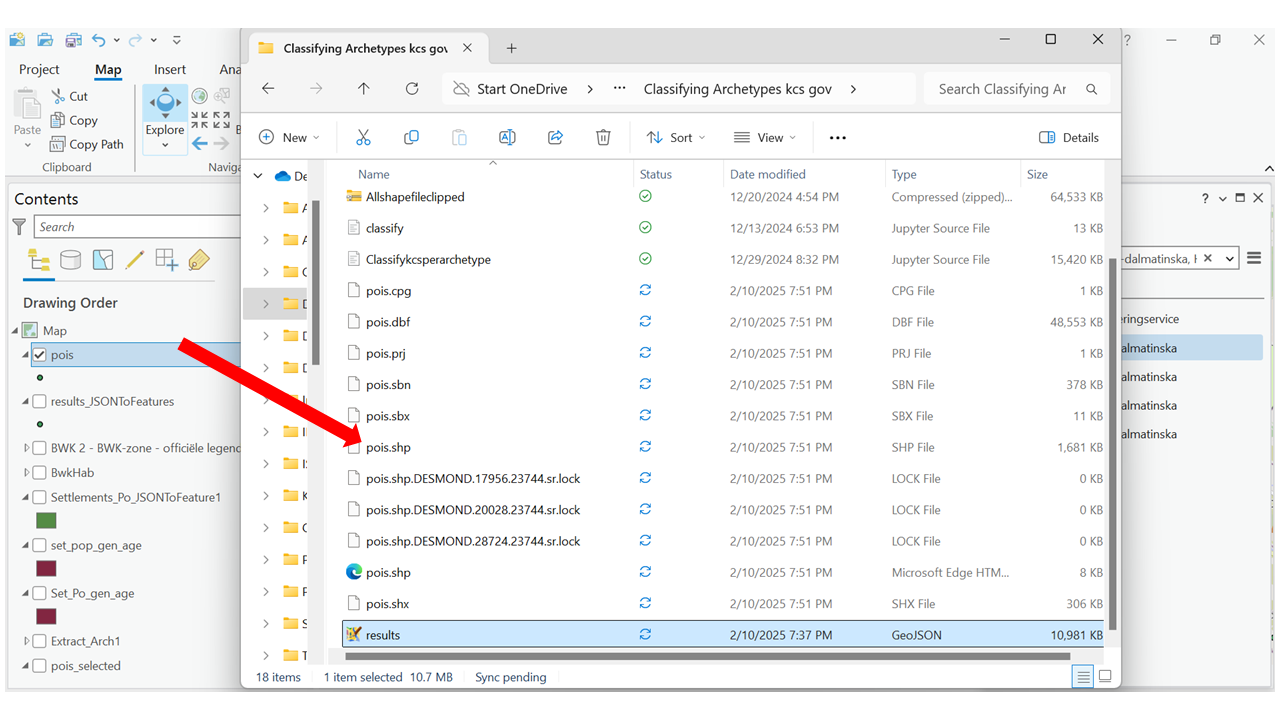 Classifying Archetypes kcs gov
Project
Map
Insert
Ana
Cut
Copy
Copy Path
Paste
Explore
Clipboard
Naviga
Start OneDrive
Classifying Archetypes kcs gov
Search Classifying Ar
New
Sort
View
Details
Contents
Search
Drawing Order
Map
pois
results_JSONToFeatures
BWK 2 - BWK-zone - officiële legend
BwkHab
Settlements_Po_JSONToFeature1
set_pop_gen_age
Set_Po_gen_age
Extract_Arch1
pois_selected
Name Status Date modified Type Size
Allshapefileclipped 12/20/2024 4:54 PM Compressed (zipped)... 64,533 KB
classify 12/13/2024 6:53 PM Jupyter Source File 13 KB
Classifykcsperarchetype 12/29/2024 8:32 PM Jupyter Source File 15,420 KB
pois.cpg 2/10/2025 7:51 PM CPG File 1 KB
pois.dbf 2/10/2025 7:51 PM DBF File 48,553 KB
pois.prj 2/10/2025 7:51 PM PRJ File 1 KB
pois.sbn 2/10/2025 7:51 PM SBN File 378 KB
pois.sbx 2/10/2025 7:51 PM SBX File 11 KB
pois.shp 2/10/2025 7:51 PM SHP File 1,681 KB
pois.shp.DESMOND.17956.23744.sr.lock 2/10/2025 7:51 PM LOCK File 0 KB
pois.shp.DESMOND.20028.23744.sr.lock 2/10/2025 7:51 PM LOCK File 0 KB
pois.shp.DESMOND.28724.23744.sr.lock 2/10/2025 7:51 PM LOCK File 0 KB
pois.shp 2/10/2025 7:51 PM Microsoft Edge HTM... 8 KB
pois.shx 2/10/2025 7:51 PM SHX File 306 KB
results 2/10/2025 7:37 PM GeoJSON 10,981 KB
18 items 1 item selected 10.7 MB Sync pending
-dalmatinska,
eringservice
almatinska
almatinska
almatinska
almatinska